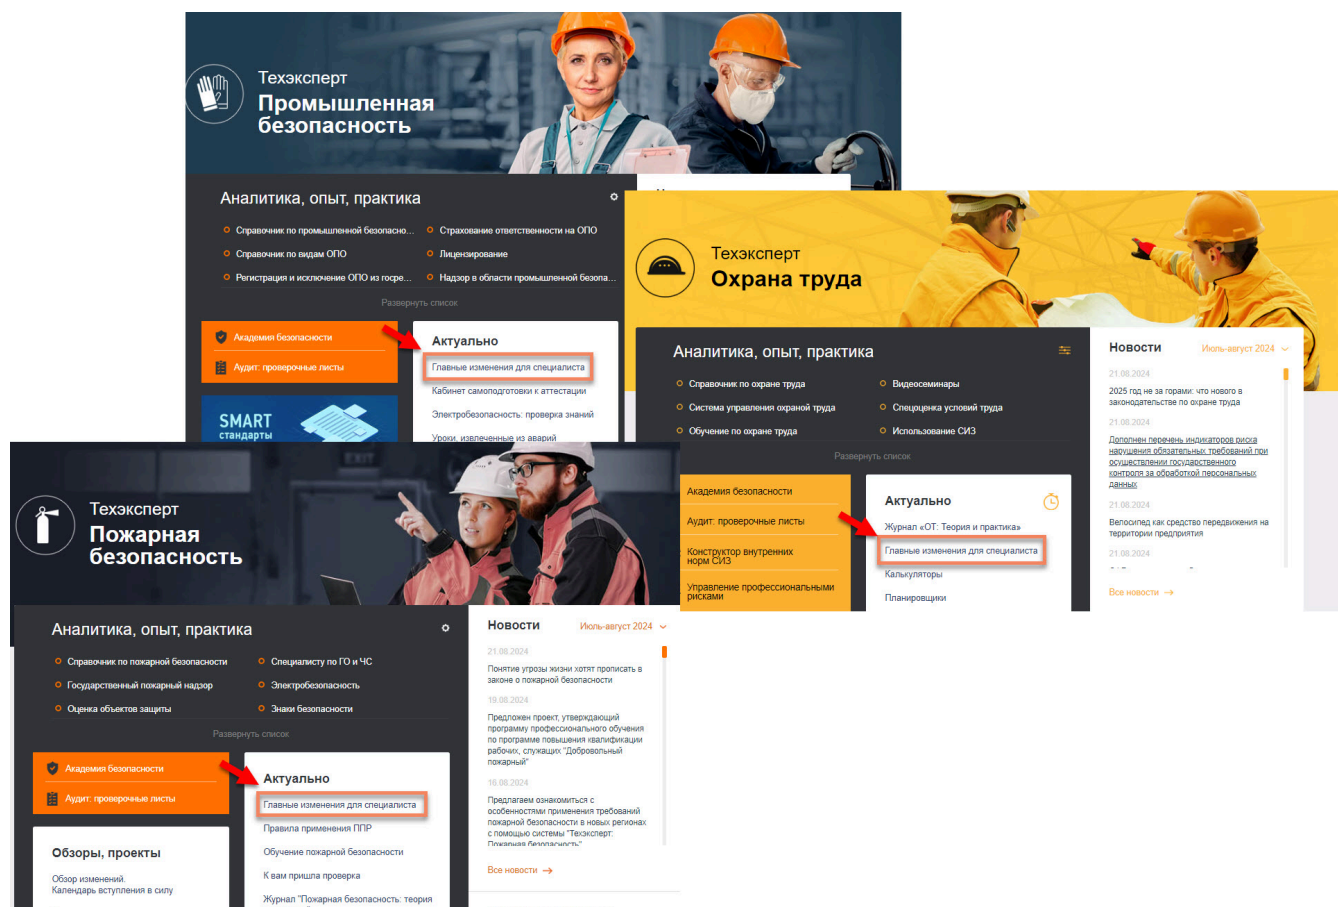 Техэксперт
Промышленная
безопасность
Аналитика, опыт, практика
Справочник по промышленной безопасно...
Страхование ответственности на ОПО
Справочник по видам ОПО
Лицензирование
Регистрация и исключение ОПО из госре...
Надзор в области промышленной безопа...
Развернуть список
Академия безопасности
Аудит: проверочные листы
SMART
стандарты
Актуально
Главные изменения для специалиста
Кабинет самоподготовки к аттестации
Электробезопасность: проверка знаний
Уроки, извлеченные из аварий
Техэксперт
Охрана труда
Аналитика, опыт, практика
Справочник по охране труда
Видеосеминары
Система управления охраной труда
Спецоценка условий труда
Обучение по охране труда
Использование СИЗ
Развернуть список
Академия безопасности
Аудит: проверочные листы
Конструктор внутренних
норм СИЗ
Управление профессиональными
рисками
Актуально
Журнал «ОТ: Теория и практика»
Главные изменения для специалиста
Калькуляторы
Планировщики
Новости
Июль-август 2024
21.08.2024
2025 год не за горами: что нового в
законодательстве по охране труда
21.08.2024
Дополнен перечень индикаторов риска
нарушения обязательных требований при
осуществлении государственного
контроля за обработкой персональных
данных
21.08.2024
Велосипед как средство передвижения на
территории предприятия
21.08.2024
Все новости →
EXIT
Техэксперт
Пожарная
безопасность
Аналитика, опыт, практика
Справочник по пожарной безопасности
Специалисту по ГО и ЧС
Государственный пожарный надзор
Электробезопасность
Оценка объектов защиты
Знаки безопасности
Развернуть список
Академия безопасности
Аудит: проверочные листы
Обзоры, проекты
Обзор изменений.
Календарь вступления в силу
Актуально
Главные изменения для специалиста
Правила применения ППР
Обучение пожарной безопасности
К вам пришла проверка
Журнал "Пожарная безопасность: теория
Новости
Июль-август 2024
21.08.2024
Понятие угрозы жизни хотят прописать в
законе о пожарной безопасности
19.08.2024
Предложен проект, утверждающий
программу профессионального обучения
по программе повышения квалификации
рабочих, служащих "Добровольный
пожарный"
16.08.2024
Предлагаем ознакомиться с
особенностями применения требований
пожарной безопасности в новых регионах
с помощью системы "Техэксперт:
Пожарная безопасность"
Все новости →